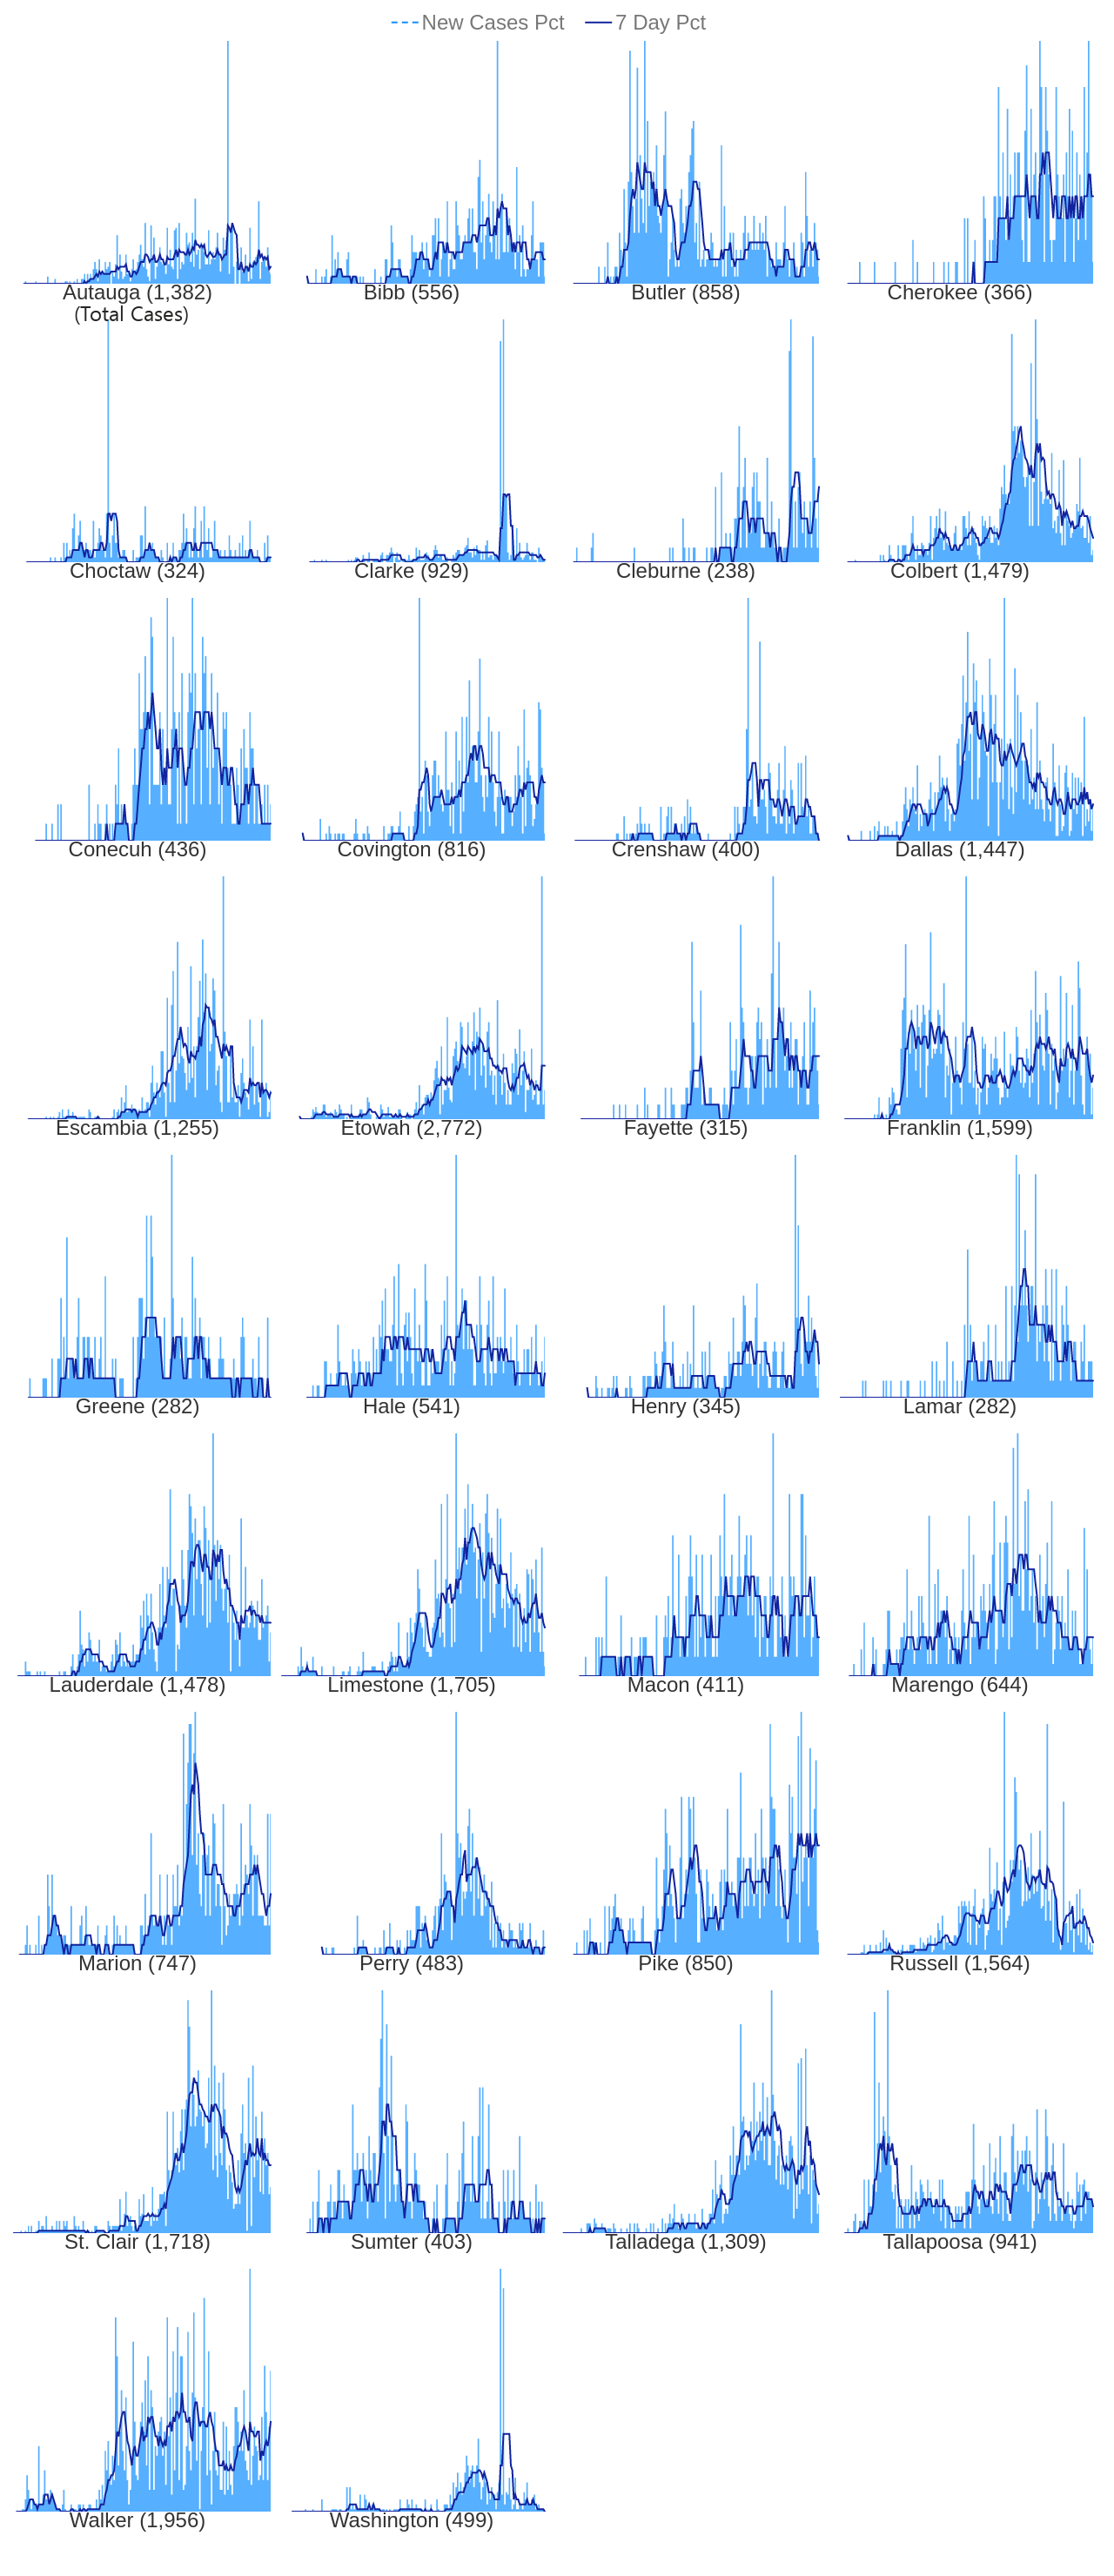 New Cases Pct 7 Day Pct
Autauga (1,382) Bibb (556) Butler (858) Cherokee (366)
(Total Cases)
Choctaw (324) Clarke (929) Cleburne (238) Colbert (1,479)
Conecuh (436) Covington (816) Crenshaw (400) Dallas (1,447)
Escambia (1,255) Etowah (2,772) Fayette (315) Franklin (1,599)
Greene (282) Hale (541) Henry (345) Lamar (282)
Lauderdale (1,478) Limestone (1,705) Macon (411) Marengo (644)
Marion (747) Perry (483) Pike (850) Russell (1,564)
St. Clair (1,718) Sumter (403) Talladega (1,309) Tallapoosa (941)
Walker (1,956) Washington (499)